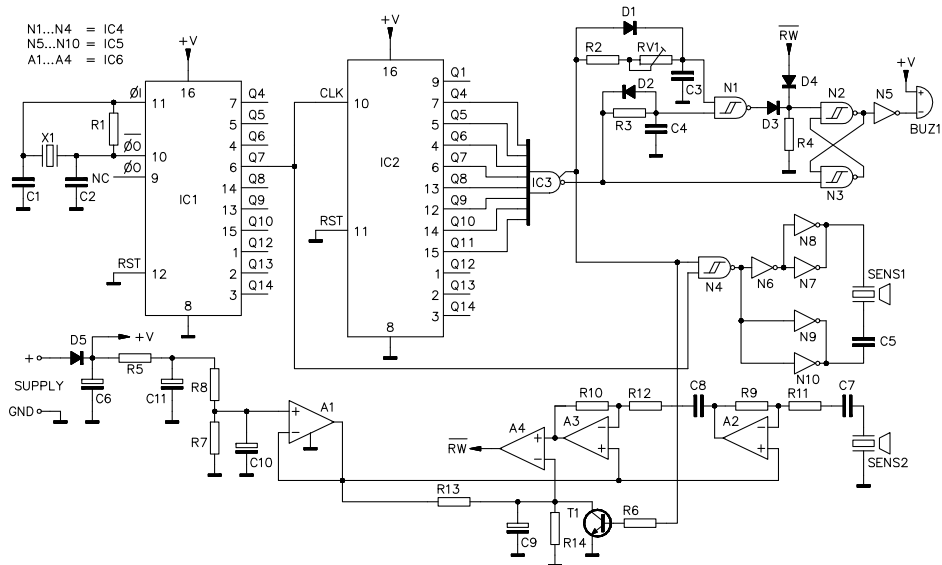 N1...N4 = IC4
N5...N10 = IC5
A1...A4 = IC6
+V
16
ØI
11
R1
X1
ØO
10
ØO
9
NC
C1
C2
IC1
RST
12
8
7 Q4
5 Q5
4 Q6
6 Q7
14 Q8
13 Q9
15 Q10
1 Q12
2 Q13
3 Q14
+V
16
CLK
10
IC2
RST
11
8
9 Q1
7 Q4
5 Q5
4 Q6
6 Q7
13 Q8
12 Q9
14 Q10
15 Q11
1 Q12
2 Q13
3 Q14
IC3
D1
R2
RV1
C3
D2
R3
C4
N1
RW
D4
D3
R4
N2
N3
N5
+V
BUZ1
N4
N6
N8
N7
N9
N10
SENS1
C5
D5
+V
+
SUPPLY
GND
C6
R5
C11
R8
R7
C10
A1
RW
A4
R10
A3
R12
C8
R9
A2
R11
C7
SENS2
R13
C9
R14
T1
R6